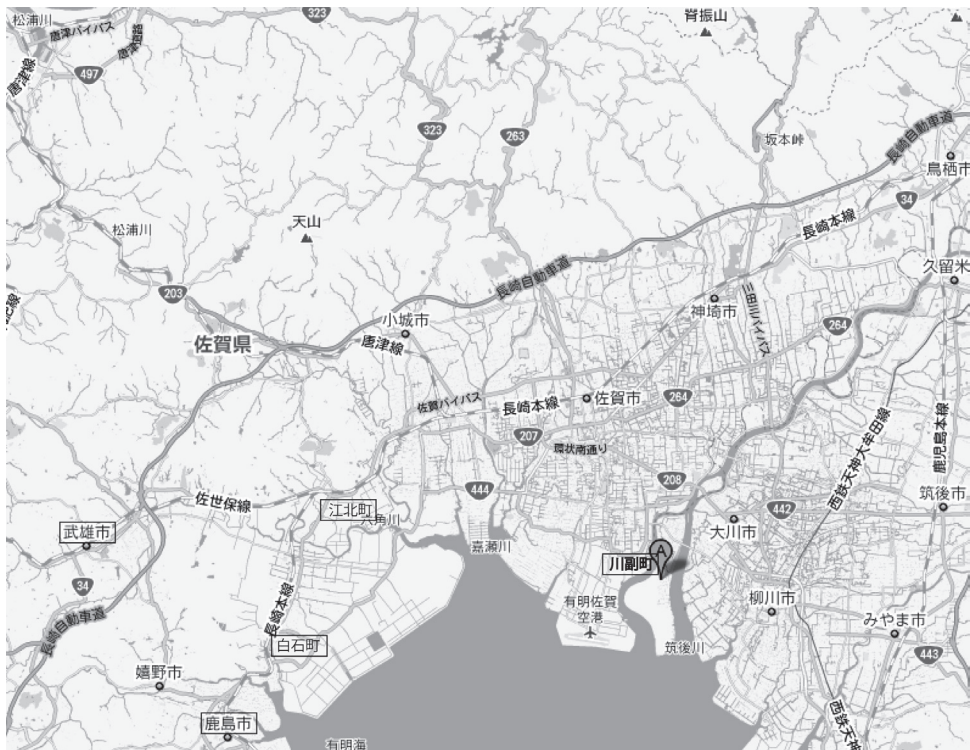 松浦川
唐津バイパス
唐津道路
323
脊振山
唐津線
497
323
263
坂本峠
長崎自動車道
鳥栖市
34
長崎本線
天山
松浦川
久留米
長崎自動車道
203
神埼市
三田川バイパス
264
小城市
佐賀県
唐津線
佐賀バイパス
長崎本線
佐賀市
264
207
環状南通り
西鉄天神大牟田線
鹿児島本線
208
444
佐世保線
江北町
六角川
442
筑後市
武雄市
大川市
嘉瀬川
A
川副町
34
有明佐賀
空港
柳川市
みやま市
長崎自動車道
長崎本線
白石町
筑後川
443
嬉野市
鹿島市
西鉄天神
有明海